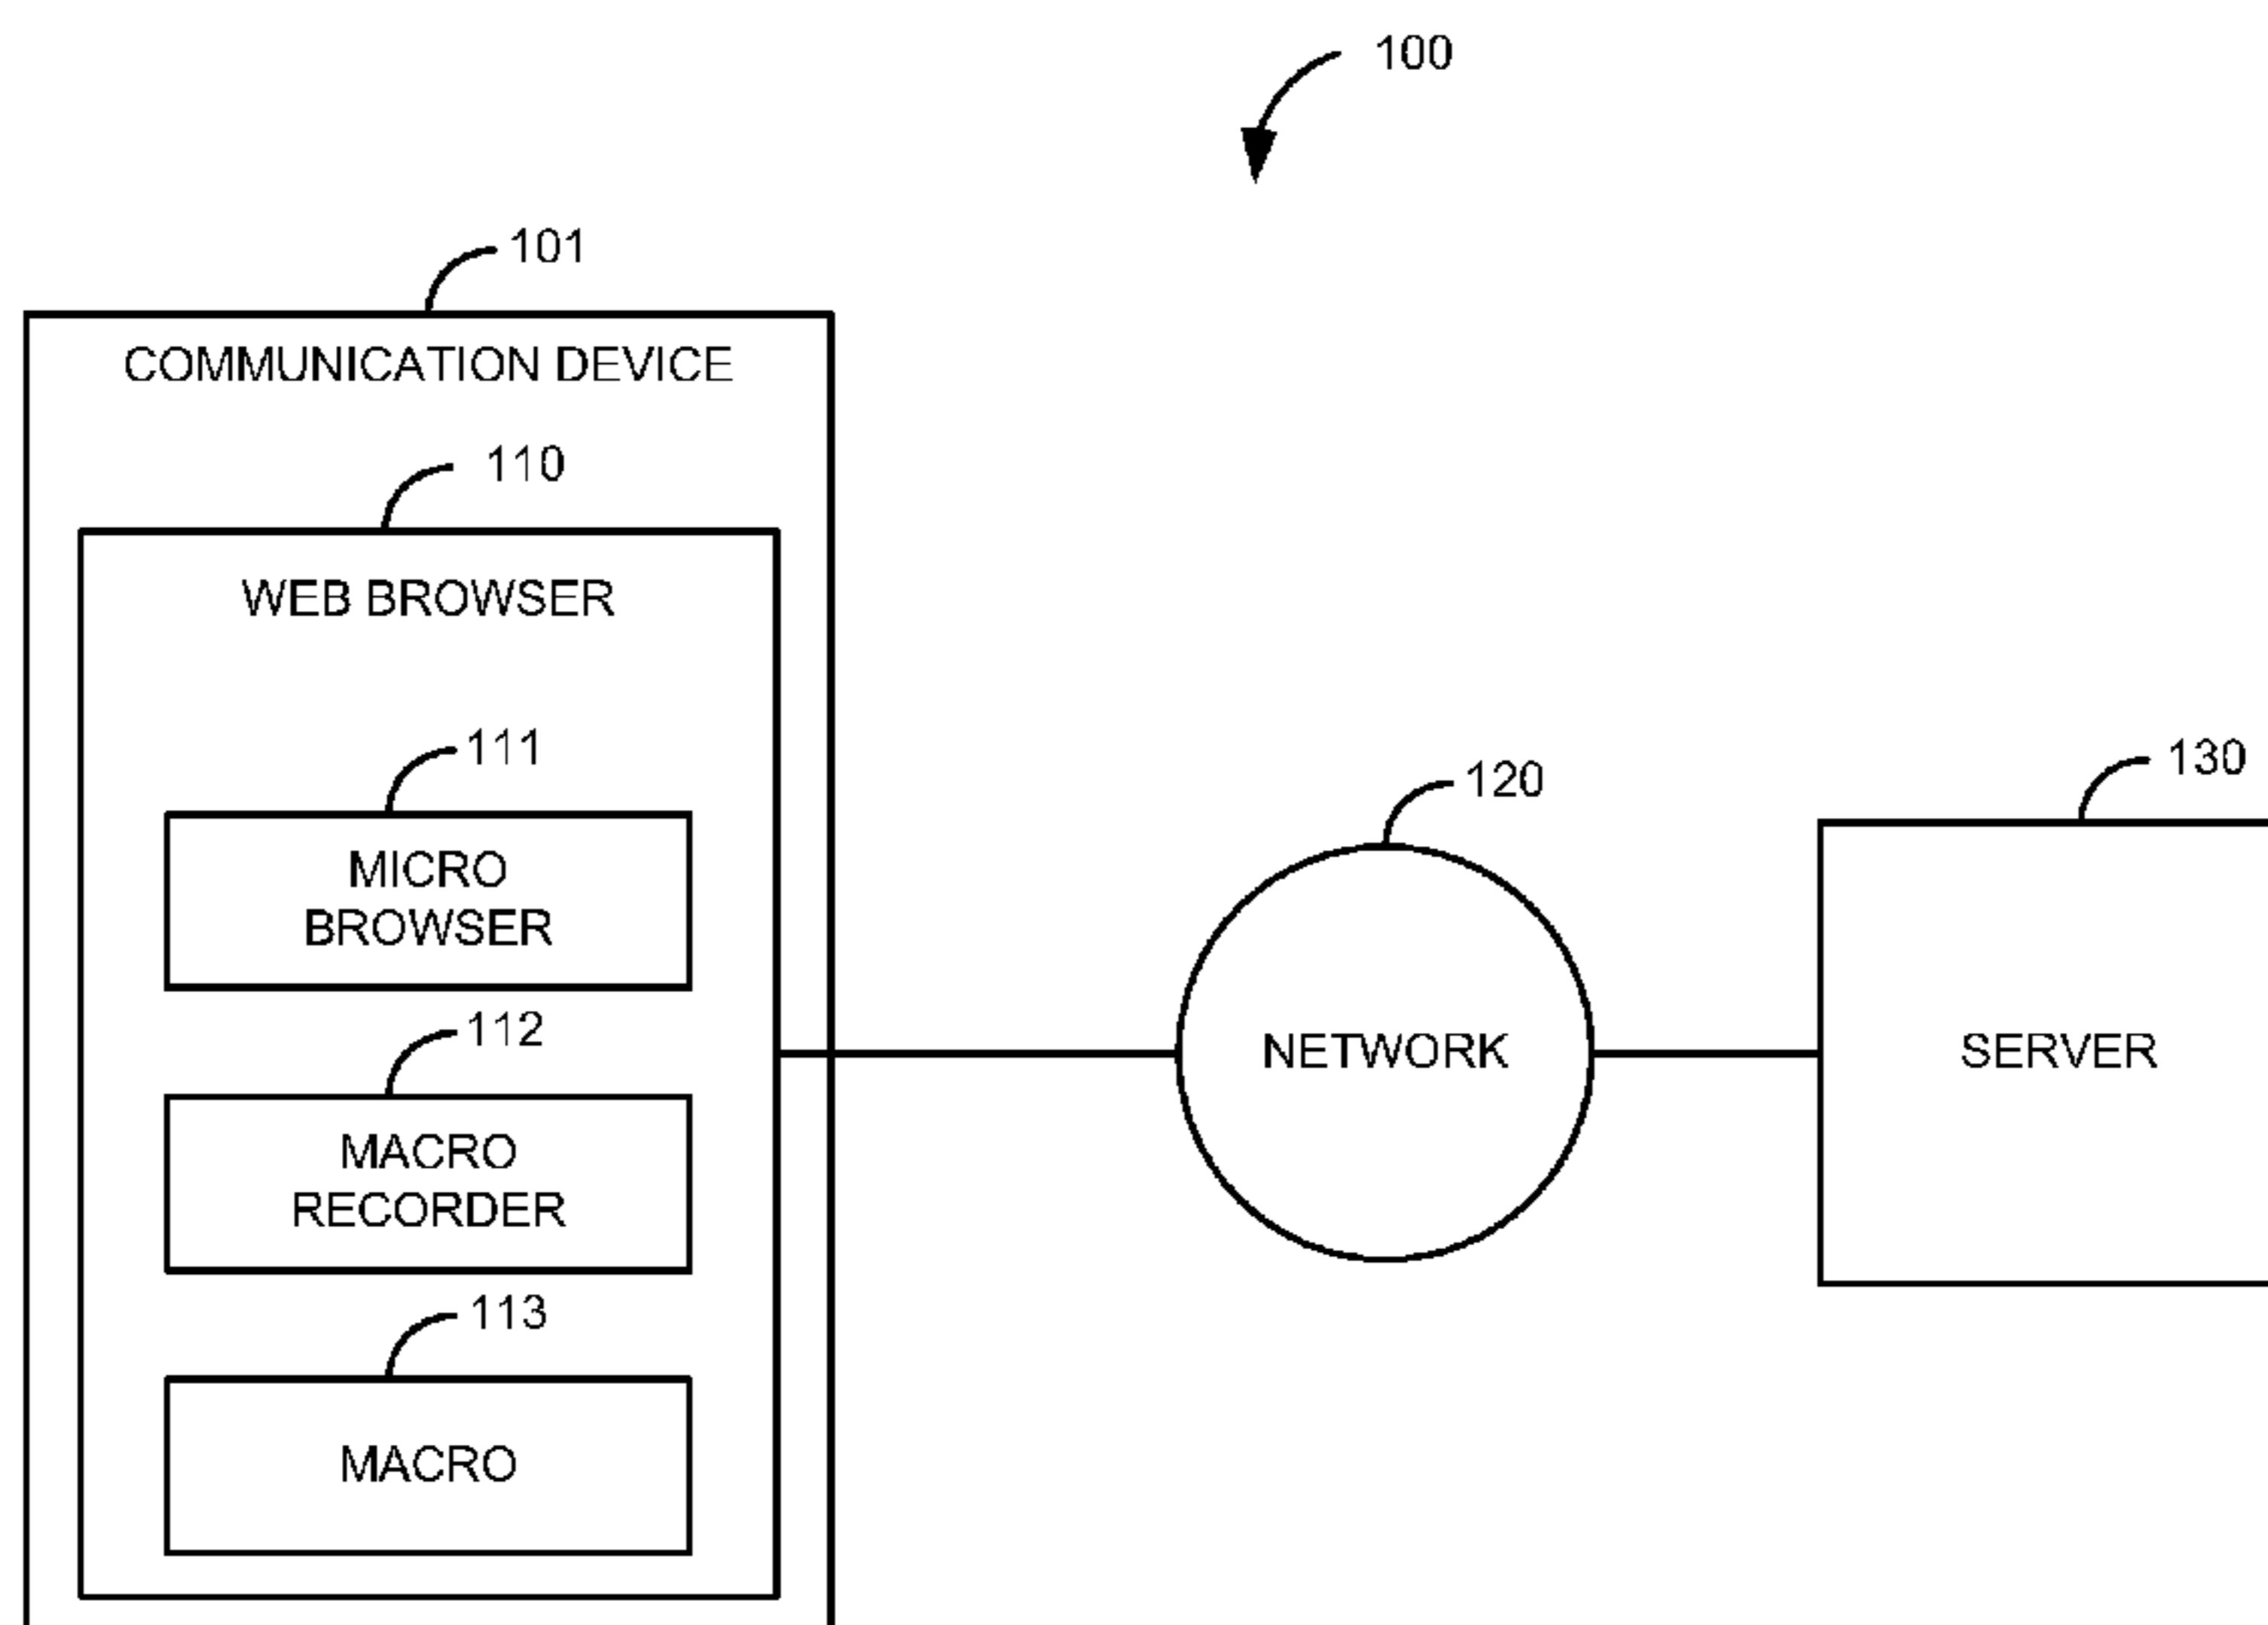 100
101
COMMUNICATION DEVICE
110
WEB BROWSER
111
MICRO
BROWSER
112
MACRO
RECORDER
113
MACRO
120
NETWORK
130
SERVER